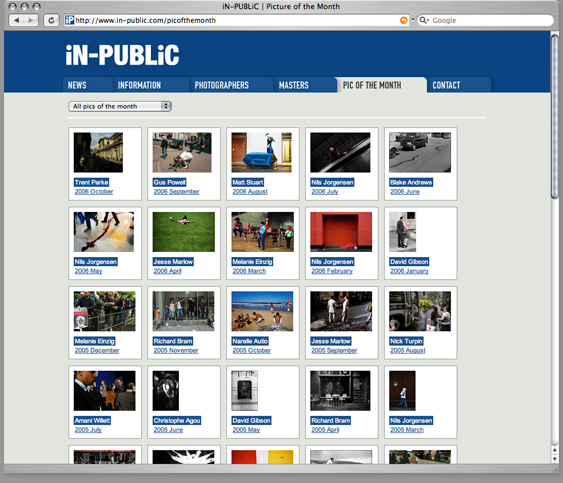 iN-PUBLiC | Picture of the Month
http://www.in-public.com/picofthemonth
Google
iN-PUBLiC
NEWS INFORMATION PHOTOGRAPHERS MASTERS PIC OF THE MONTH CONTACT
All pics of the month
Trent Parke Gus Powell Matt Stuart Nils Jorgensen Blake Andrews
2006 October 2006 September 2006 August 2006 July 2006 June
Nils Jorgensen Jesse Marlow Melanie Einzig Nils Jorgensen David Gibson
2006 May 2006 April 2006 March 2006 February 2006 January
Melanie Einzig Richard Bram Narelle Autio Jesse Marlow Nick Turpin
2005 December 2005 November 2005 October 2005 September 2005 August
Amani Willett Christophe Agou David Gibson Richard Bram Nils Jorgensen
2005 July 2005 June 2005 May 2005 April 2005 March